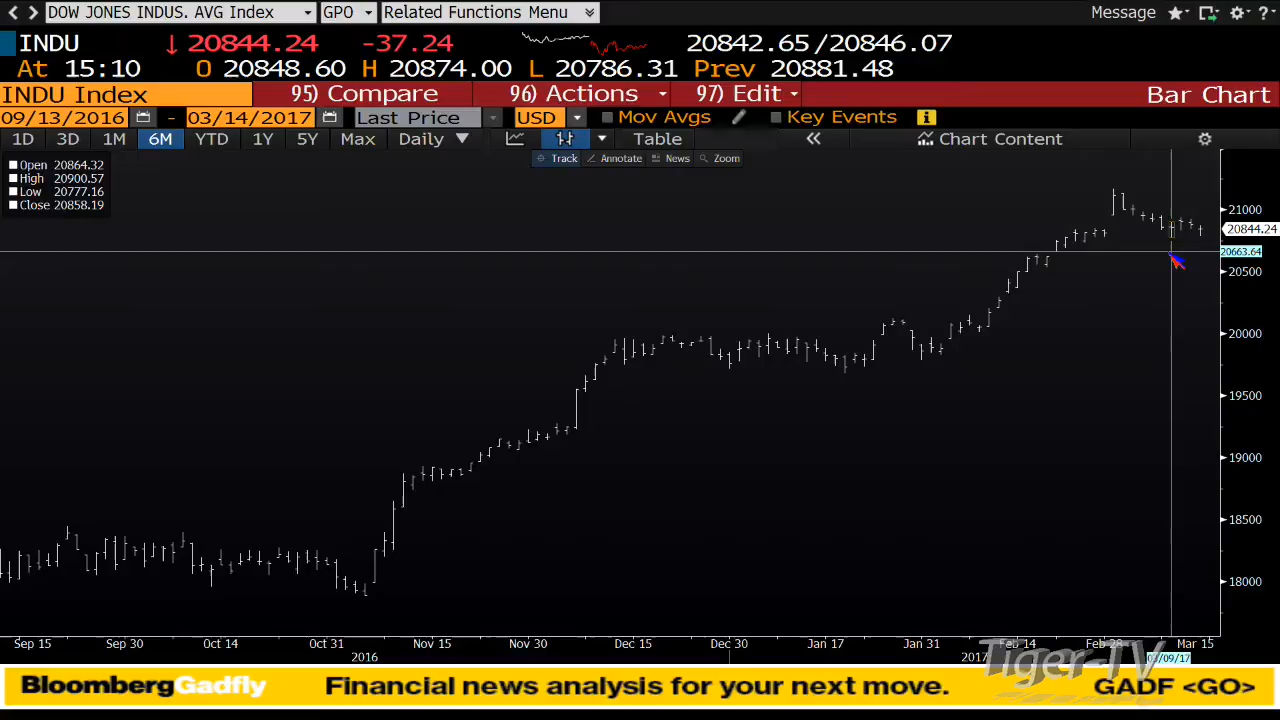 DOW JONES INDUS. AVG Index GPO Related Functions Menu Message ?
INDU 20844.24 -37.24 20842.65/20846.07
At 15:10 O 20848.60 H 20874.00 L 20786.31 Prev 20881.48
INDU Index 95) Compare 96) Actions 97) Edit Bar Chart
09/13/2016 - 03/14/2017 Last Price USD Mov Avgs Key Events
1D 3D 1M 6M YTD 1Y 5Y Max Daily Table Chart Content
Track Annotate News Zoom
Open 20864.32
High 20900.57
Low 20777.16
Close 20858.19
21000
20844.24
20663.64
20500
20000
19500
19000
18500
18000
Sep 15 Sep 30 Oct 14 Oct 31 Nov 15 Nov 30 Dec 15 Dec 30 Jan 17 Jan 31 Feb 14 Feb 28 Mar 15
2016 2017 03/09/17
Tiger-TV
BloombergGadfly Financial news analysis for your next move. GADF <GO>